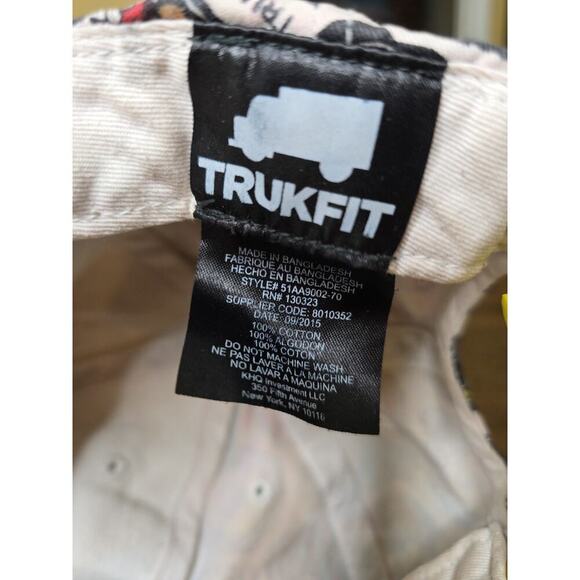 TRUKFIT
MADE IN BANGLADESH
FABRIQUE AU BANGLADESH
HECHO EN BANGLADESH
STYLE# 51AA9002-70
RN# 130323
SUPPLIER CODE: 8010352
DATE: 09/2015
100% COTTON
100% ALGODON
100% COTON
DO NOT MACHINE WASH
NE PAS LAVER A LA MACHINE
NO LAVAR A MAQUINA
KHQ Investment LLC
350 Fifth Avenue
New York, NY 10118